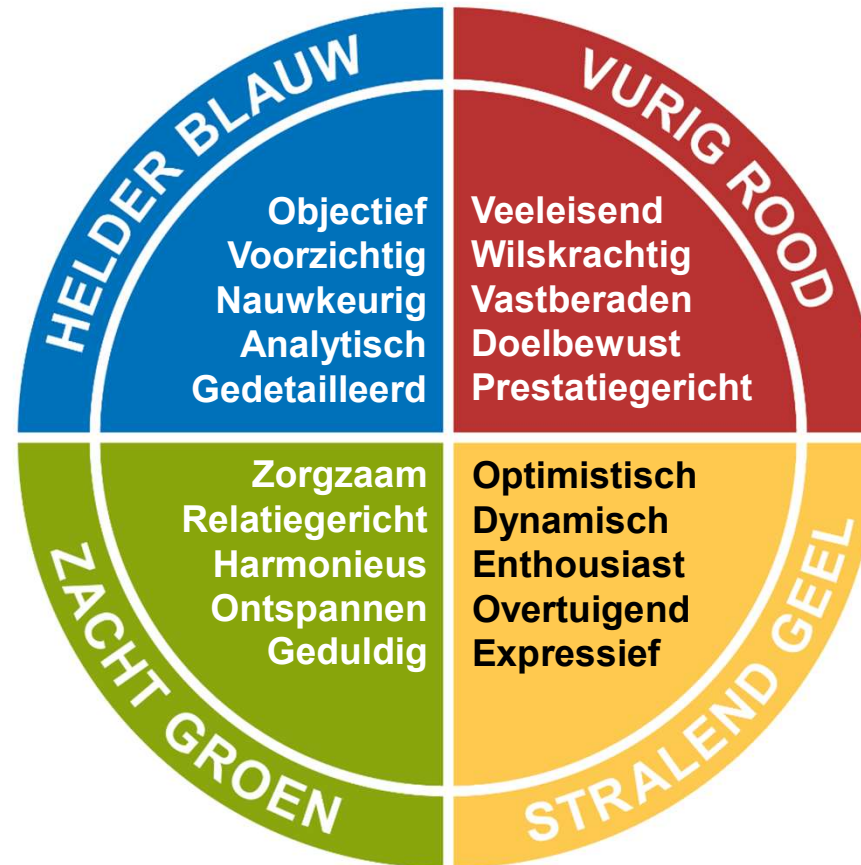 HELDER BLAUW
Objectief
Voorzichtig
Nauwkeurig
Analytisch
Gedetailleerd
VURIG ROOD
Veeleisend
Wilskrachtig
Vastberaden
Doelbewust
Prestatiegericht
ZACHT GROEN
Zorgzaam
Relatiegericht
Harmonieus
Ontspannen
Geduldig
STRALEND GEEL
Optimistisch
Dynamisch
Enthousiast
Overtuigend
Expressief